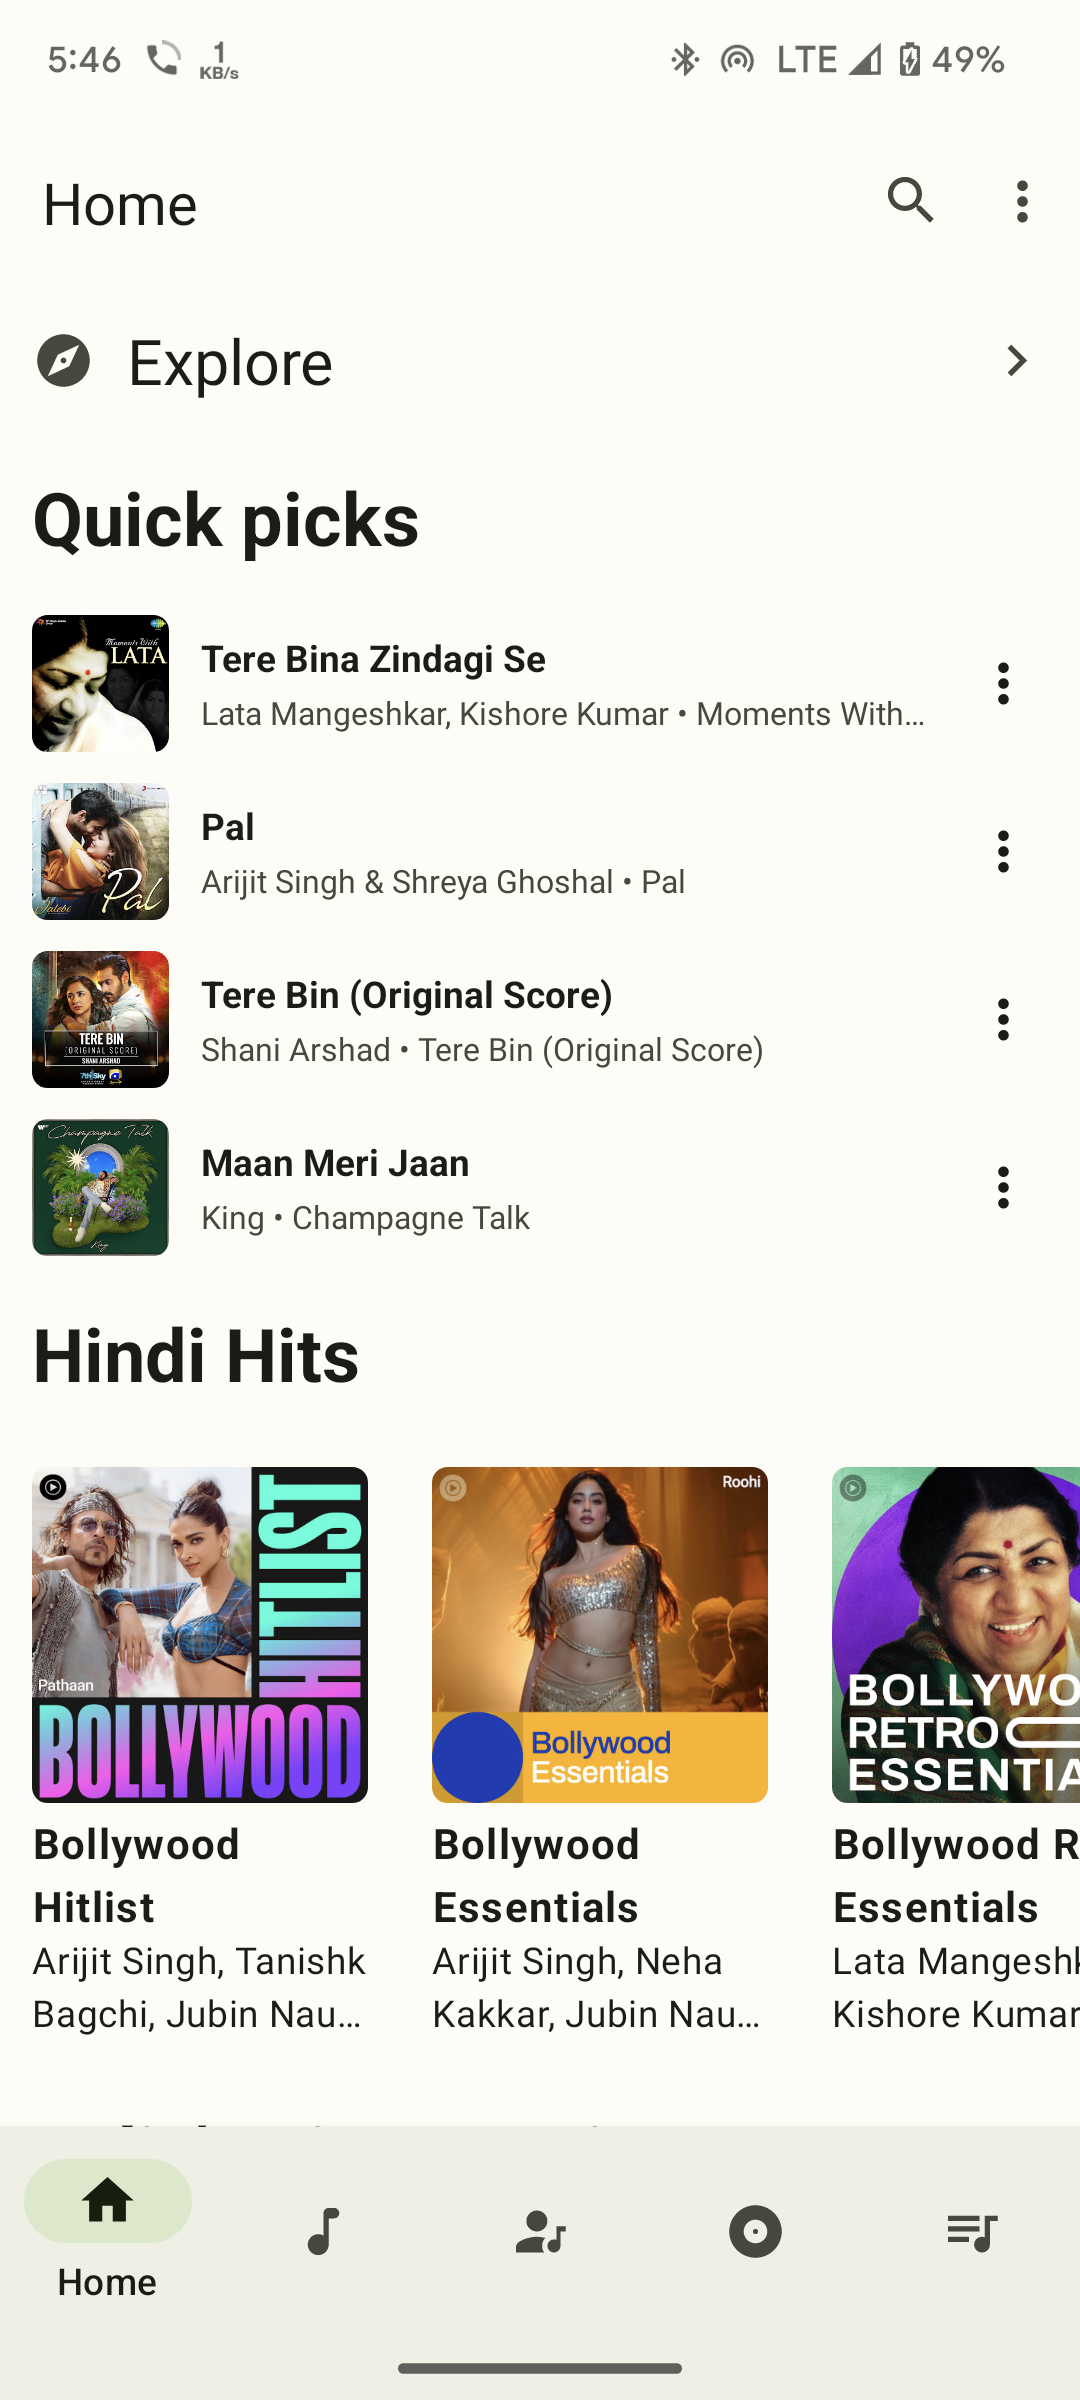 5:46 1 KB/s LTE 49%
Home
Explore
Quick picks
Moments With
LATA
Tere Bina Zindagi Se
Lata Mangeshkar, Kishore Kumar • Moments With...
Pal
Pal
Arijit Singh & Shreya Ghoshal • Pal
TERE BIN
(ORIGINAL SCORE)
SHANI ARSHAD
7th Sky
Tere Bin (Original Score)
Shani Arshad • Tere Bin (Original Score)
Champagne Talk
King
Maan Meri Jaan
King • Champagne Talk
Hindi Hits
Pathaan
HITLIST
BOLLYWOOD
Roohi
Bollywood
Essentials
BOLLYWO
RETRO
ESSENTIA
Bollywood
Hitlist
Arijit Singh, Tanishk
Bagchi, Jubin Nau...
Bollywood
Essentials
Arijit Singh, Neha
Kakkar, Jubin Nau...
Bollywood R
Essentials
Lata Mangeshk
Kishore Kumar
Home